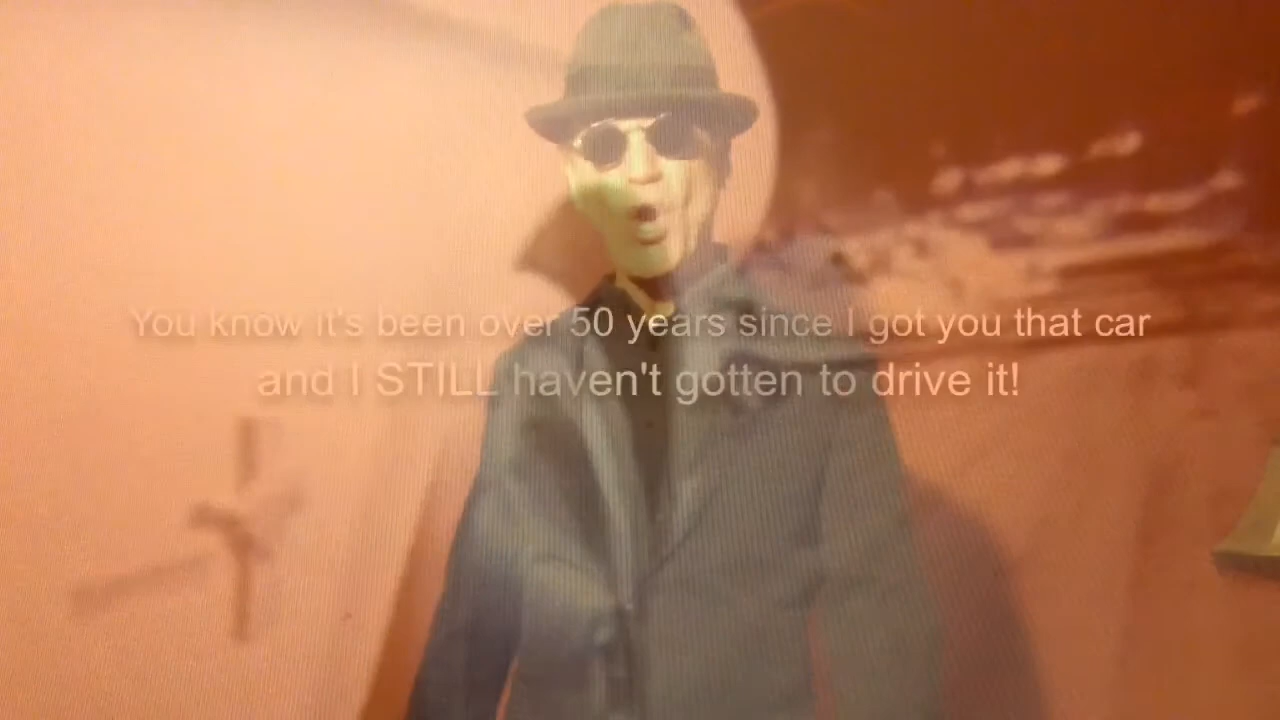 You know it's been over 50 years since I got you that car
and I STILL haven't gotten to drive it!